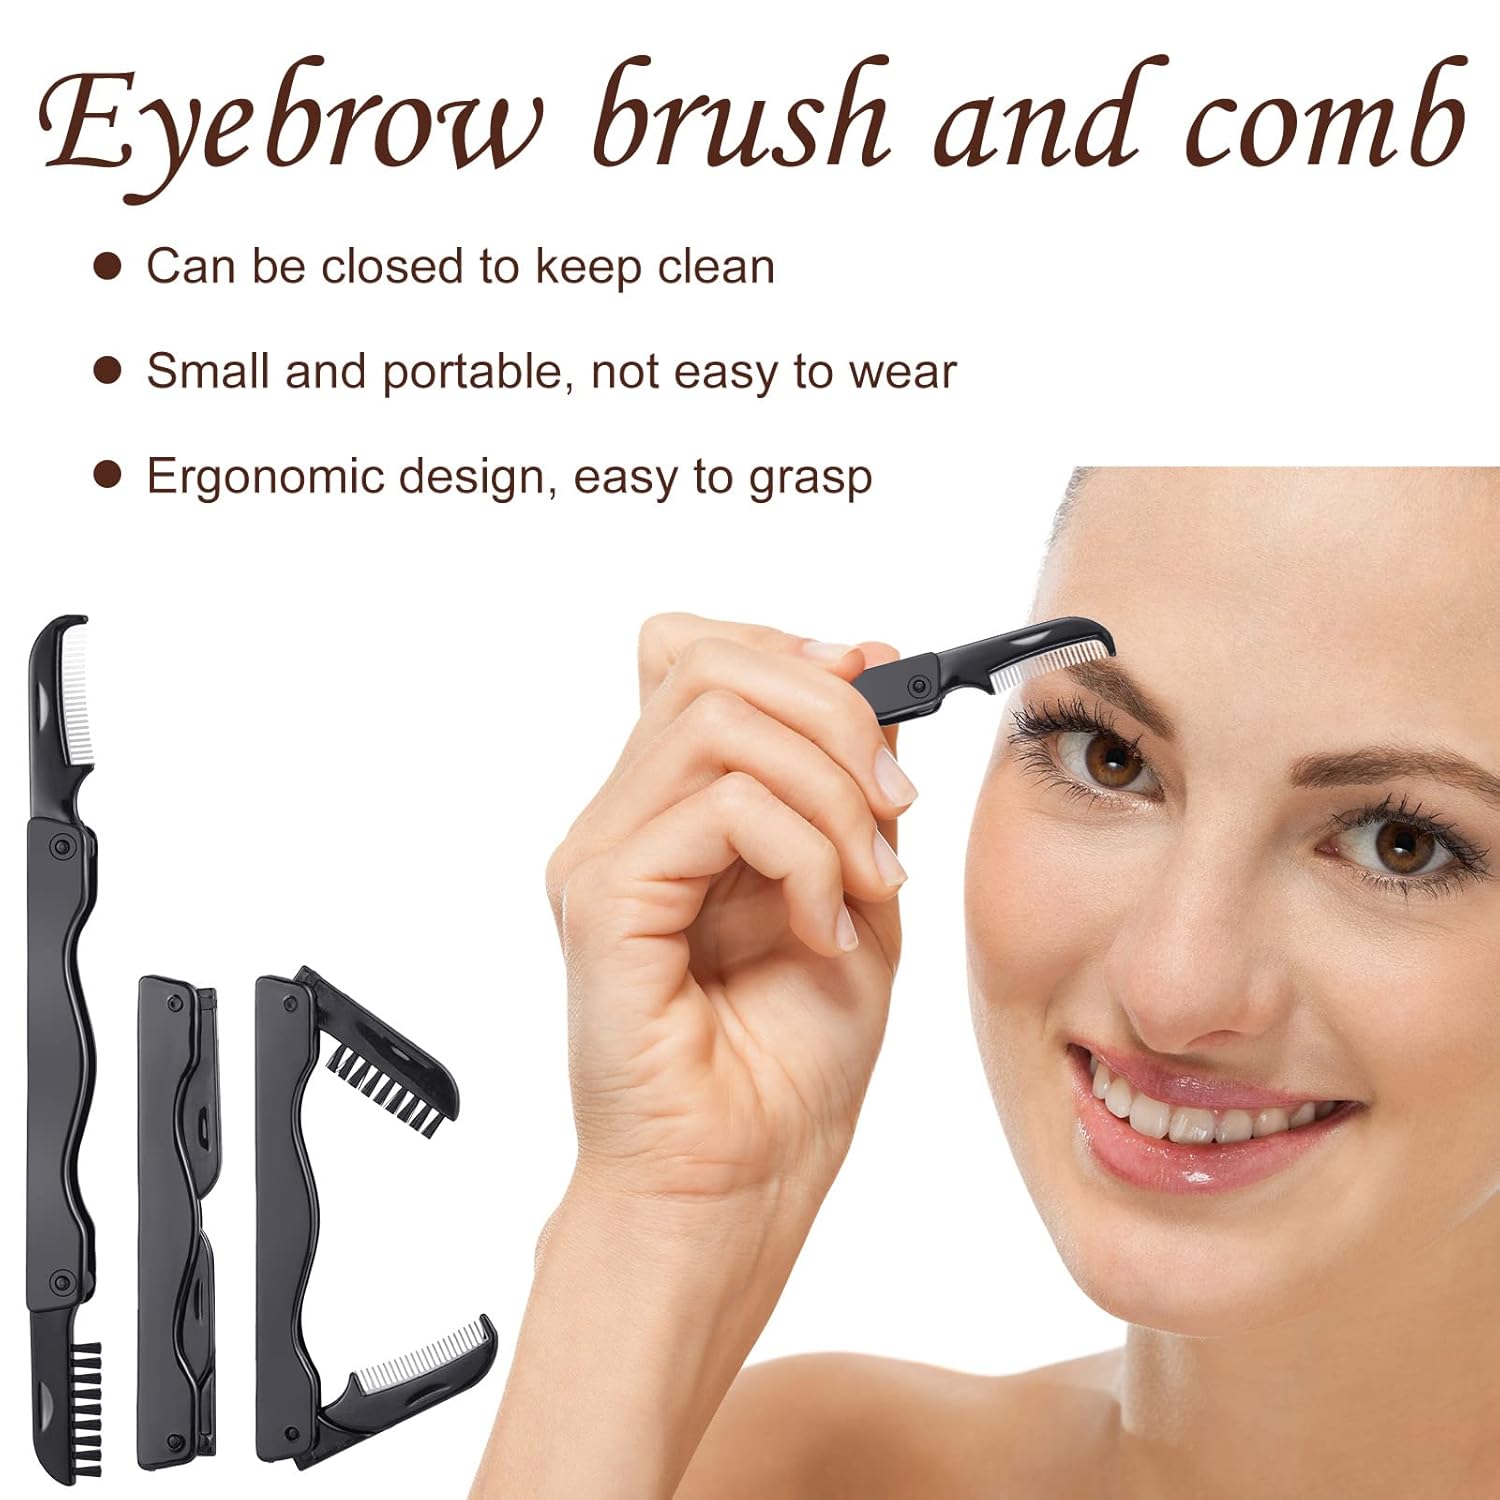 Eyebrow brush and comb
Can be closed to keep clean
Small and portable, not easy to wear
Ergonomic design, easy to grasp